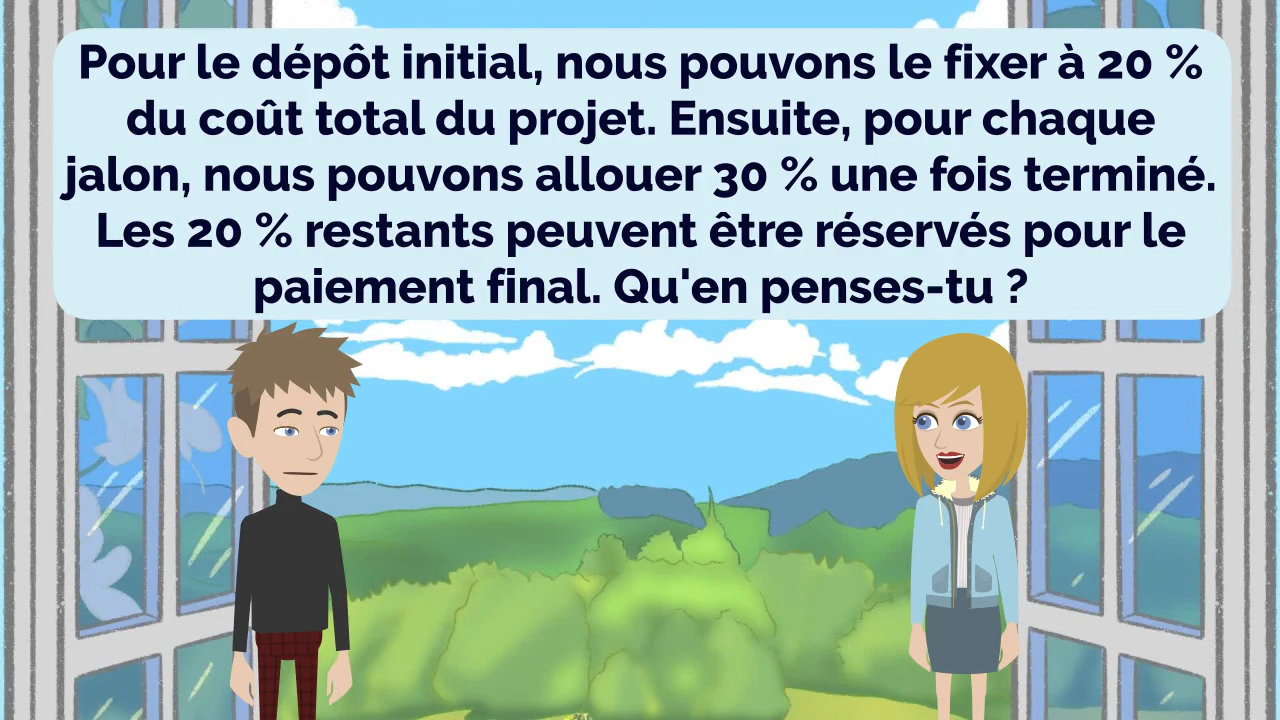 Pour le dépôt initial, nous pouvons le fixer à 20 %
du coût total du projet. Ensuite, pour chaque
jalon, nous pouvons allouer 30 % une fois terminé.
Les 20 % restants peuvent être réservés pour le
paiement final. Qu'en penses-tu ?